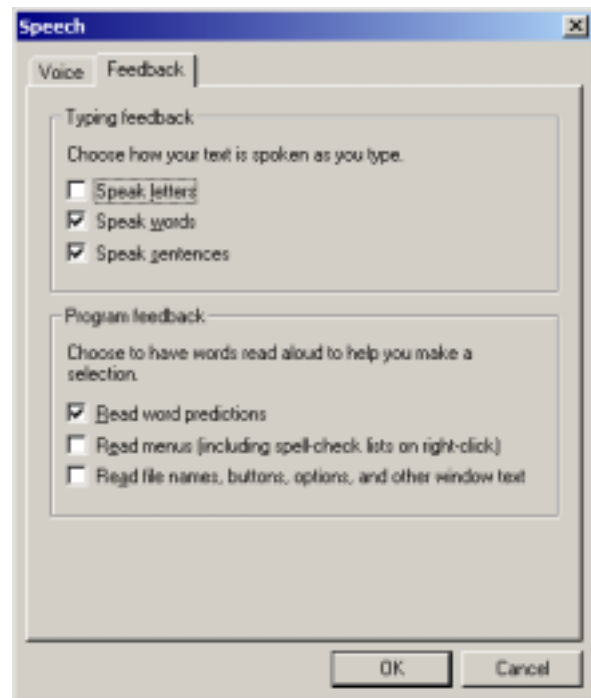 Speech
Voice Feedback
Typing feedback
Choose how your text is spoken as you type.
Speak letters
Speak words
Speak sentences
Program feedback
Choose to have words read aloud to help you make a
selection.
Read word predictions
Read menus (including spell-check lists on right-click)
Read file names, buttons, options, and other window text
OK Cancel